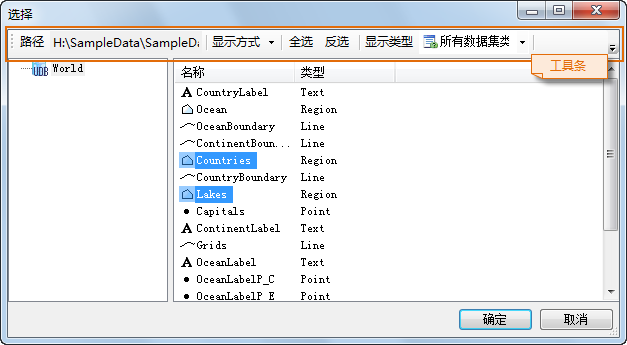 选择
路径 H:\SampleData\SampleDa 显示方式 全选 反选 显示类型 所有数据集类
工具条
UDB World
名称 类型
A CountryLabel Text
Ocean Region
OceanBoundary Line
ContinentBoun... Line
Countries Region
CountryBoundary Line
Lakes Region
Capitals Point
A ContinentLabel Text
Grids Line
A OceanLabel Text
OceanLabelP_C Point
OceanLabelP_E Point
确定 取消